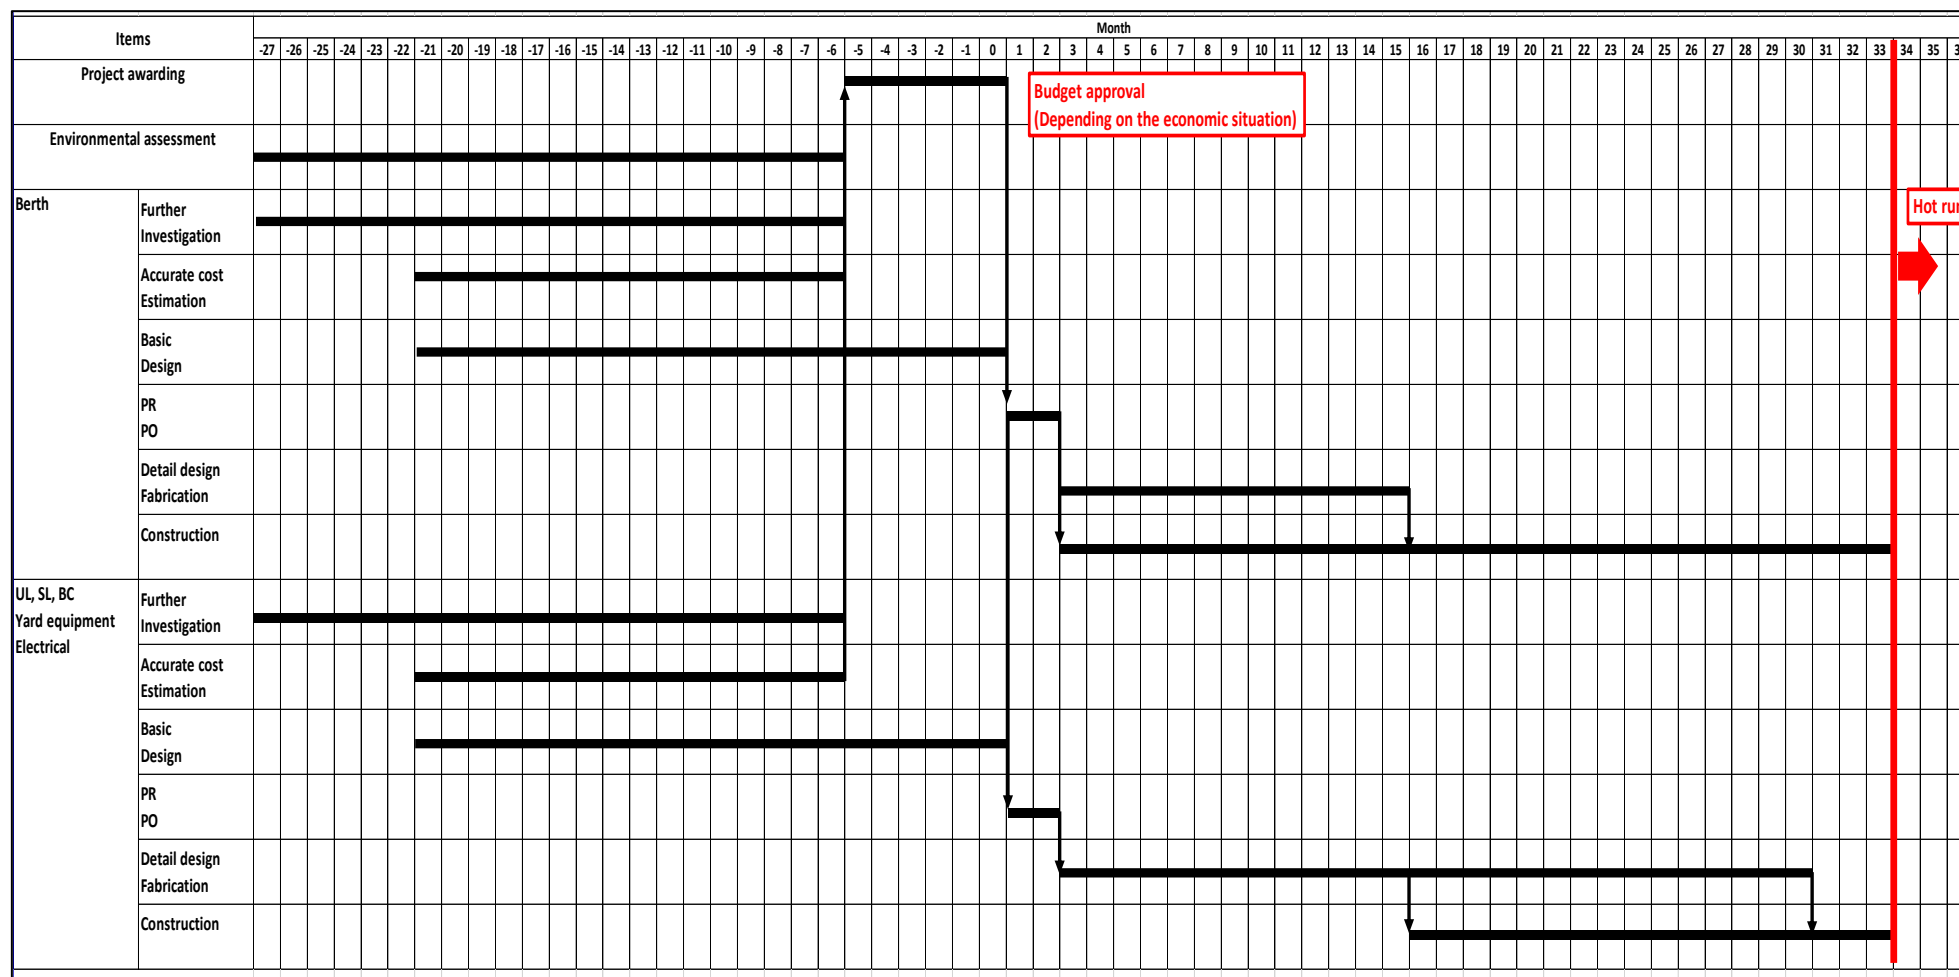 Items
Month
-27 -26 -25 -24 -23 -22 -21 -20 -19 -18 -17 -16 -15 -14 -13 -12 -11 -10 -9 -8 -7 -6 -5 -4 -3 -2 -1 0 1 2 3 4 5 6 7 8 9 10 11 12 13 14 15 16 17 18 19 20 21 22 23 24 25 26 27 28 29 30 31 32 33 34 35 3
Project awarding
Budget approval
(Depending on the economic situation)
Environmental assessment
Berth
Further
Investigation
Hot run
Accurate cost
Estimation
Basic
Design
PR
PO
Detail design
Fabrication
Construction
UL, SL, BC
Yard equipment
Electrical
Further
Investigation
Accurate cost
Estimation
Basic
Design
PR
PO
Detail design
Fabrication
Construction